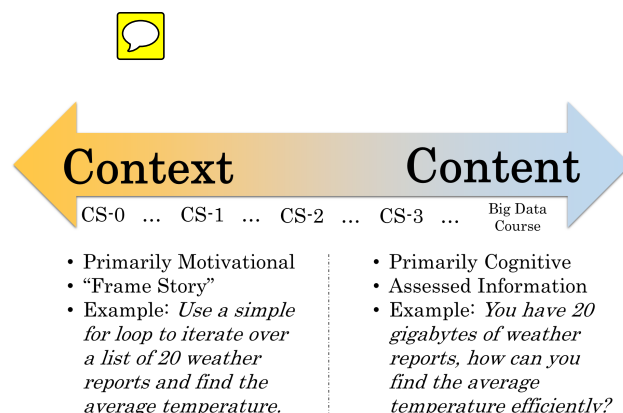 Context Content
CS-0 ... CS-1 ... CS-2 ... CS-3 ... Big Data
Course
• Primarily Motivational
• “Frame Story”
• Example: Use a simple
for loop to iterate over
a list of 20 weather
reports and find the
average temperature.
• Primarily Cognitive
• Assessed Information
• Example: You have 20
gigabytes of weather
reports, how can you
find the average
temperature efficiently?